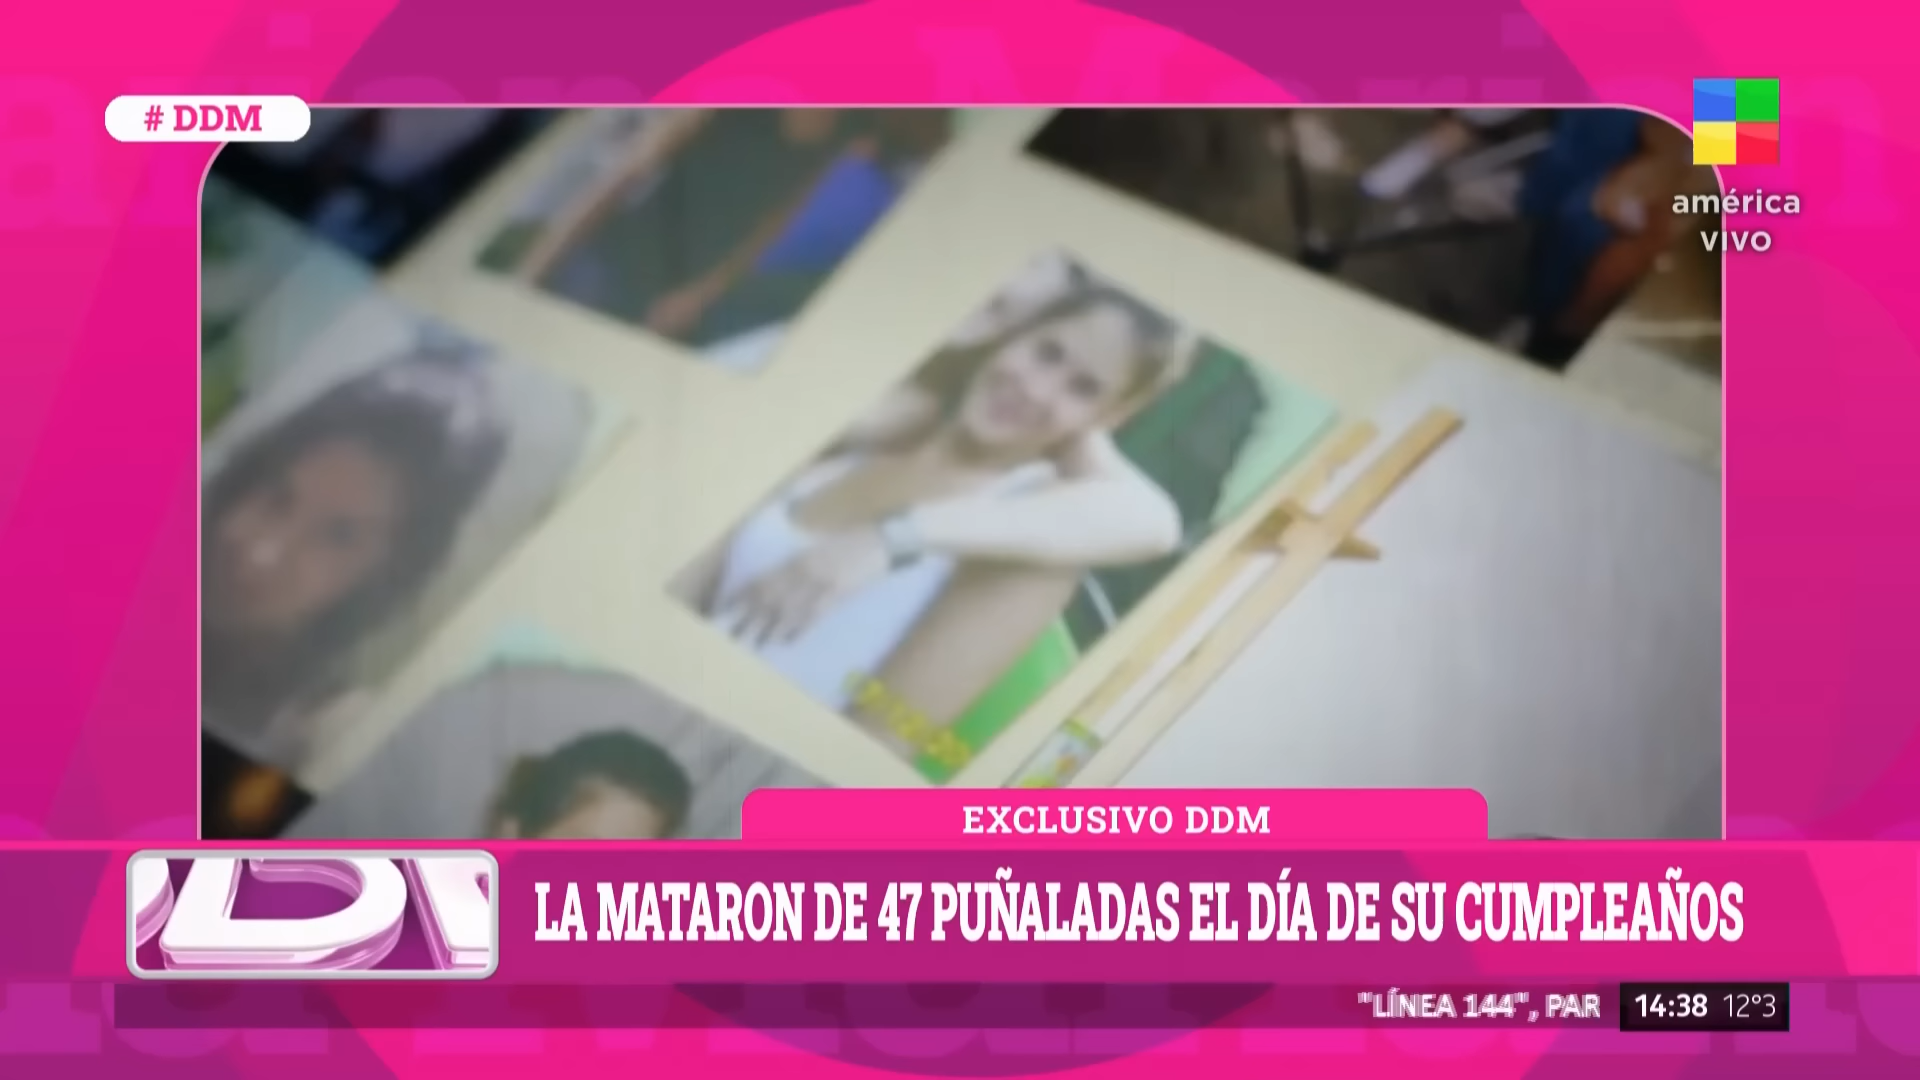 # DDM
américa
VIVO
EXCLUSIVO DDM
LA MATARON DE 47 PUÑALADAS EL DÍA DE SU CUMPLEAÑOS
"LÍNEA 144", PAR
14:38 12°3